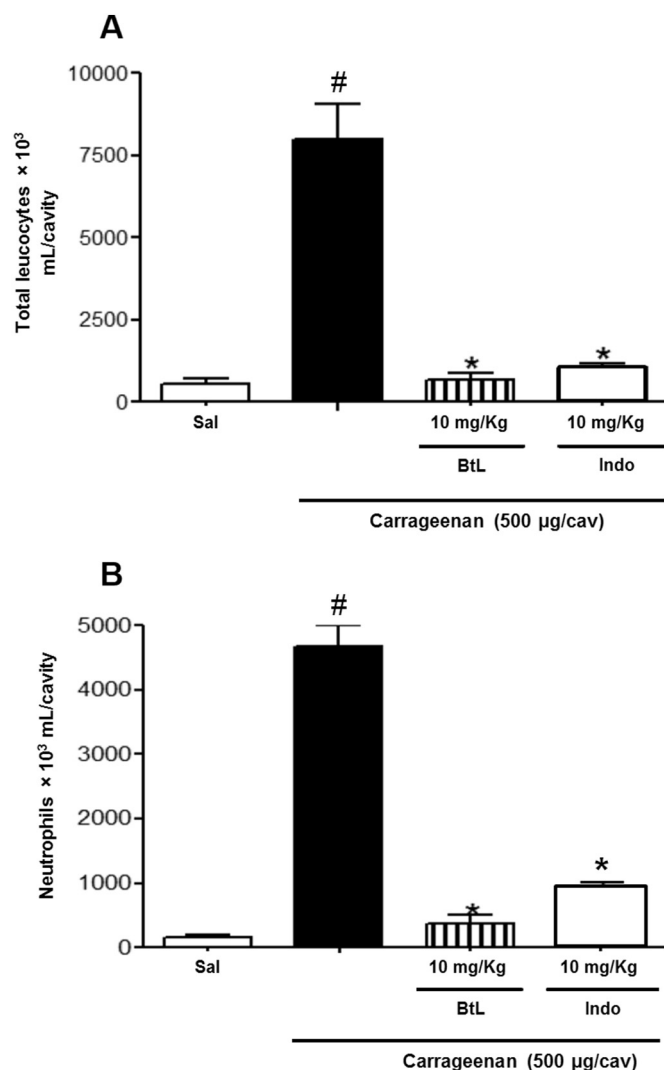 A
Total leucocytes × 10³
mL/cavity
10000
7500
5000
2500
0
#
*
*
Sal
10 mg/Kg
10 mg/Kg
BtL
Indo
Carrageenan (500 µg/cav)
B
Neutrophils × 10³ mL/cavity
5000
4000
3000
2000
1000
0
#
*
*
Sal
10 mg/Kg
10 mg/Kg
BtL
Indo
Carrageenan (500 µg/cav)